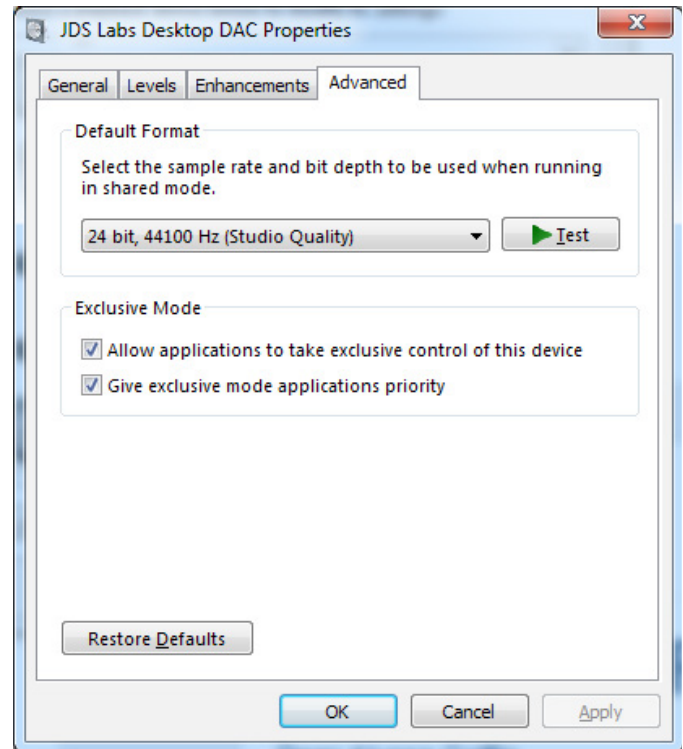 JDS Labs Desktop DAC Properties
General Levels Enhancements Advanced
Default Format
Select the sample rate and bit depth to be used when running
in shared mode.
24 bit, 44100 Hz (Studio Quality) Test
Exclusive Mode
Allow applications to take exclusive control of this device
Give exclusive mode applications priority
Restore Defaults
OK Cancel Apply